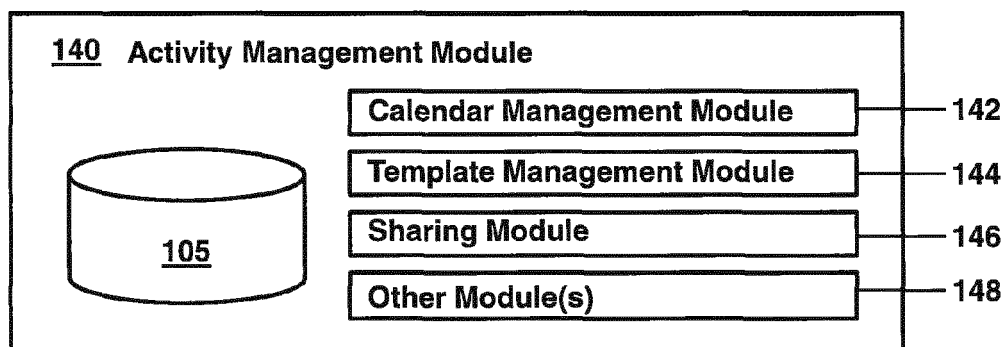 140 Activity Management Module
Calendar Management Module 142
Template Management Module 144
105
Sharing Module 146
Other Module(s) 148